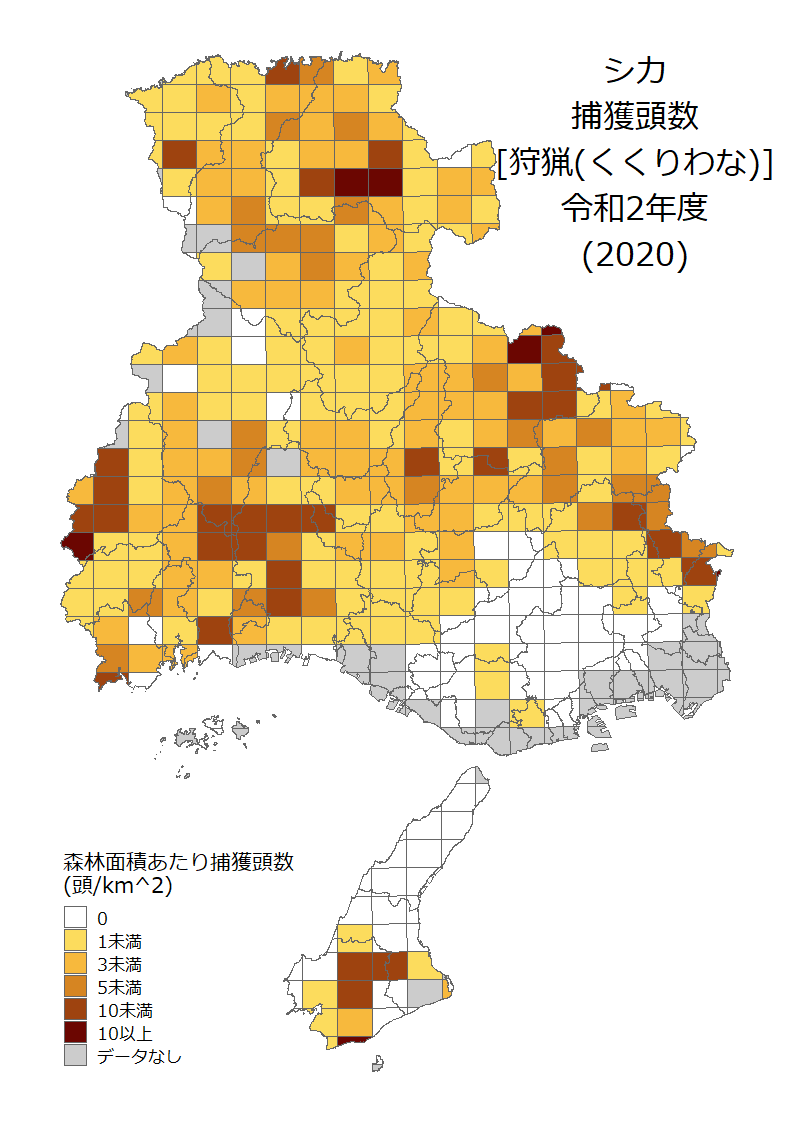 シカ
捕獲頭数
[狩猟(くくりわな)]
令和2年度
(2020)
森林面積あたり捕獲頭数
(頭/km^2)
0
1未満
3未満
5未満
10未満
10以上
データなし